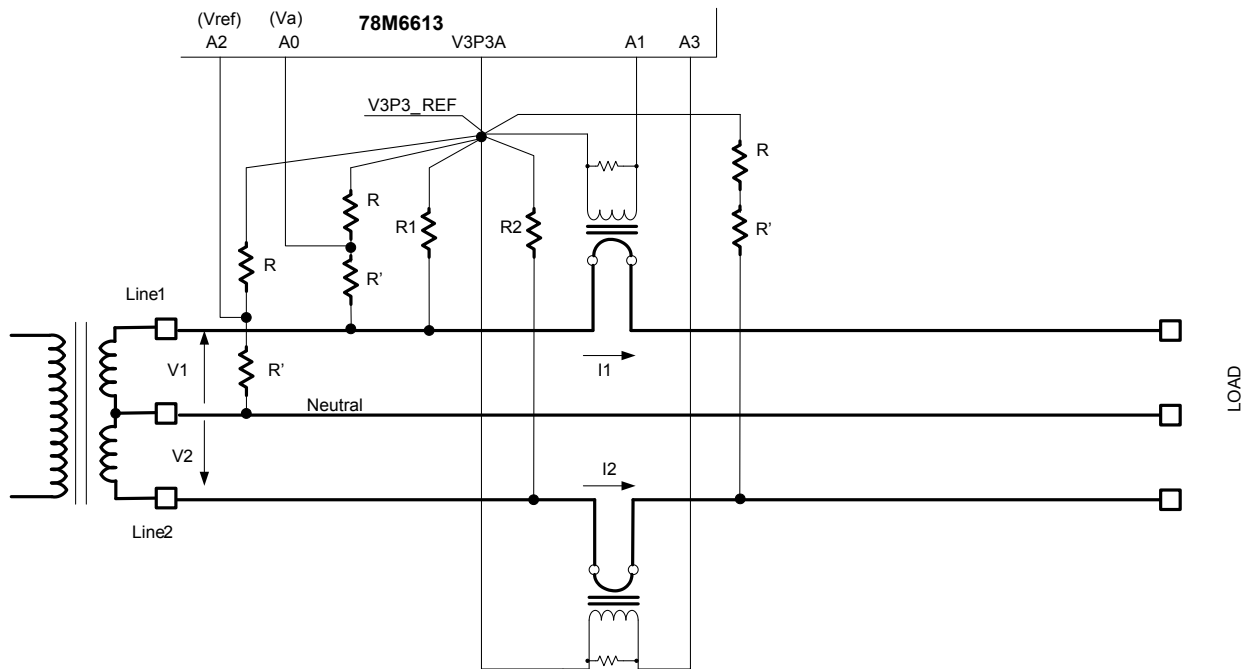 (Vref) (Va) 78M6613
A2 A0 V3P3A A1 A3
V3P3_REF
R
R R1 R2 R'
R
R'
Line1
V1 R' I1
Neutral
LOAD
V2 I2
Line2